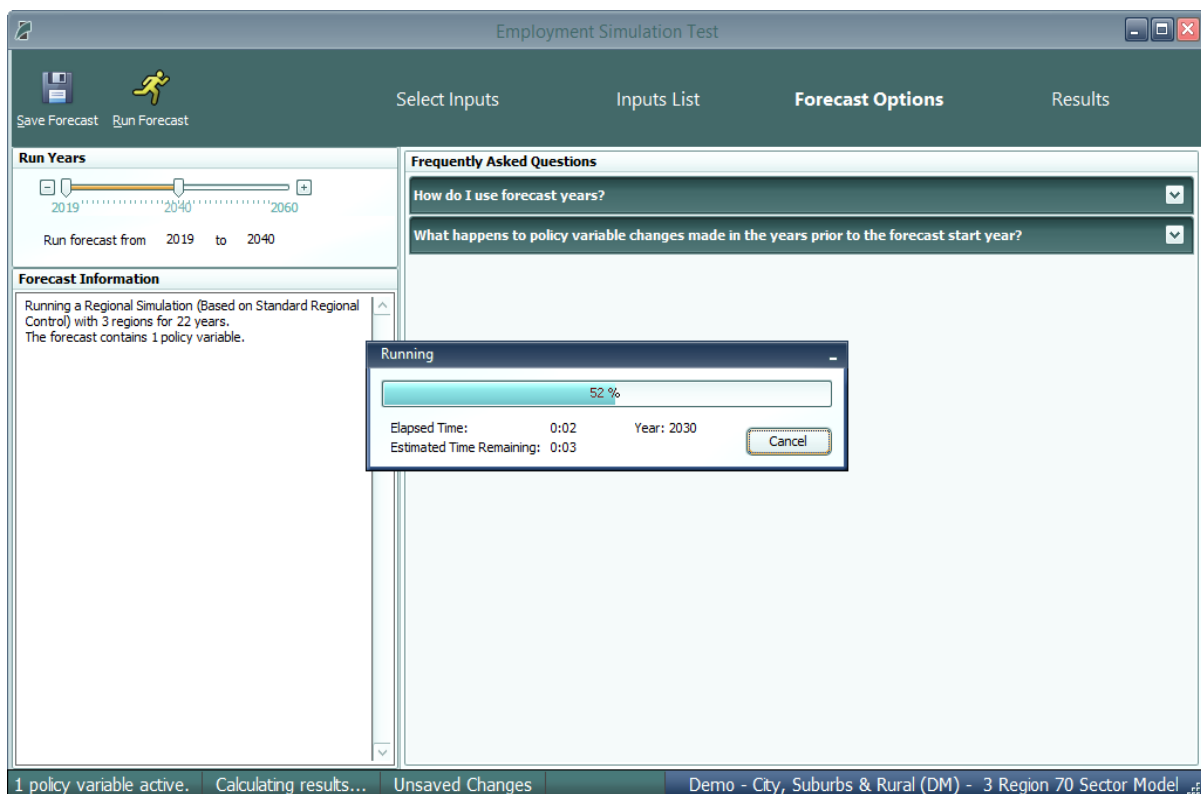 Employment Simulation Test
Save Forecast
Run Forecast
Select Inputs
Inputs List
Forecast Options
Results
Run Years
2019
2040
2060
Run forecast from 2019 to 2040
Forecast Information
Running a Regional Simulation (Based on Standard Regional
Control) with 3 regions for 22 years.
The forecast contains 1 policy variable.
Frequently Asked Questions
How do I use forecast years?
What happens to policy variable changes made in the years prior to the forecast start year?
Running
52 %
Elapsed Time: 0:02 Year: 2030
Estimated Time Remaining: 0:03
Cancel
1 policy variable active. Calculating results... Unsaved Changes Demo - City, Suburbs & Rural (DM) - 3 Region 70 Sector Model